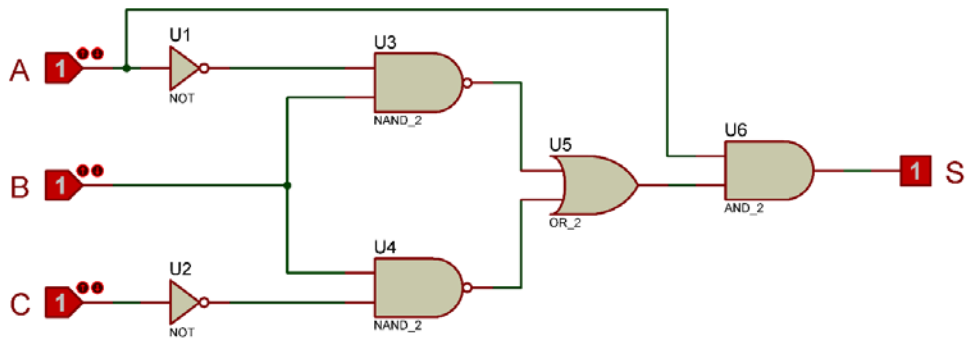 U1
U3
A 1
NOT
NAND_2
U5
U6
B 1
1 S
OR_2
AND_2
U4
U2
C 1
NOT
NAND_2